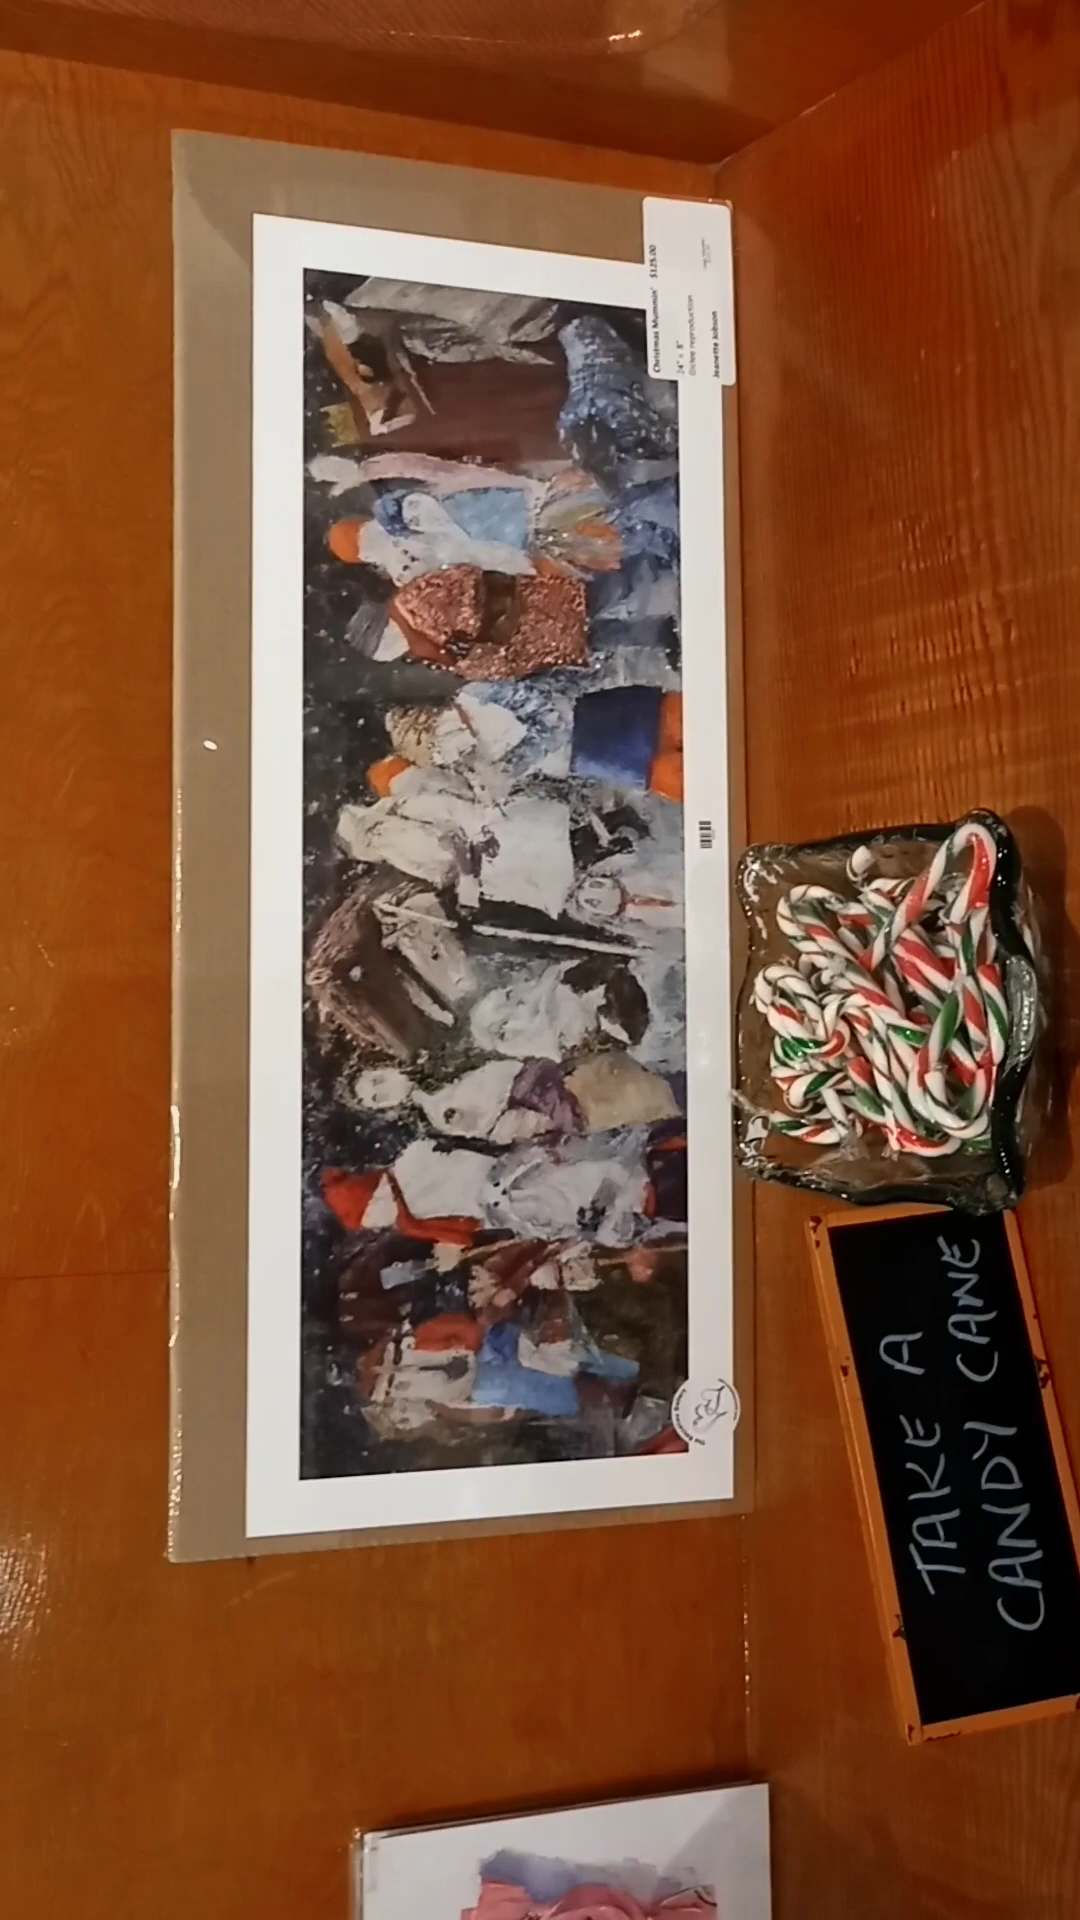 Christmas Mummin' $125.00
24" x 8"
Giclee reproduction
Jeanette Jobson
TAKE A
CANDY CANE